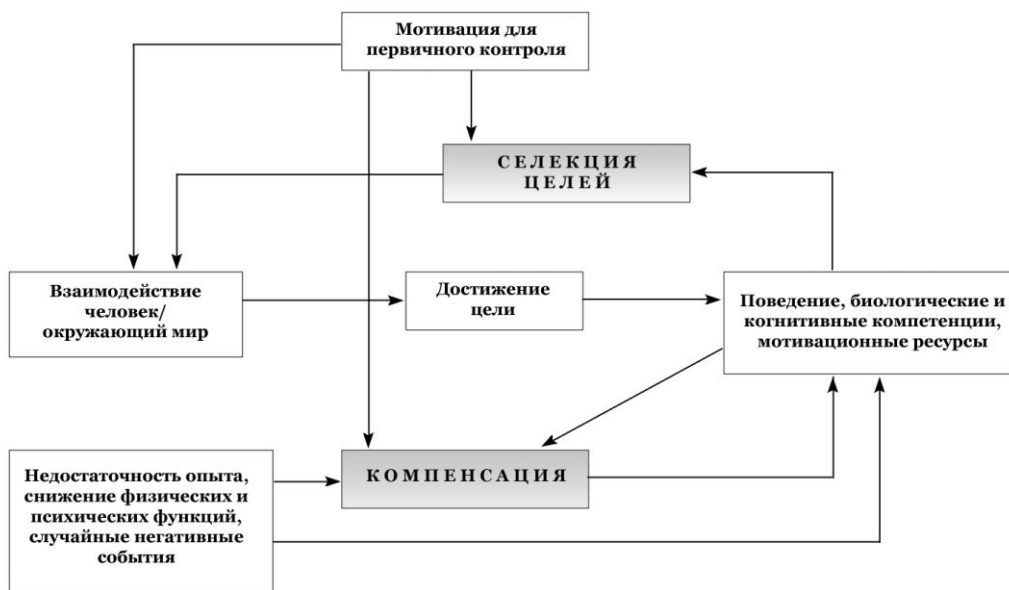 Мотивация для
первичного контроля
СЕЛЕКЦИЯ
ЦЕЛЕЙ
Взаимодействие
человек/
окружающий мир
Достижение
цели
Поведение, биологические и
когнитивные компетенции,
мотивационные ресурсы
Недостаточность опыта,
снижение физических и
психических функций,
случайные негативные
события
КОМПЕНСАЦИЯ